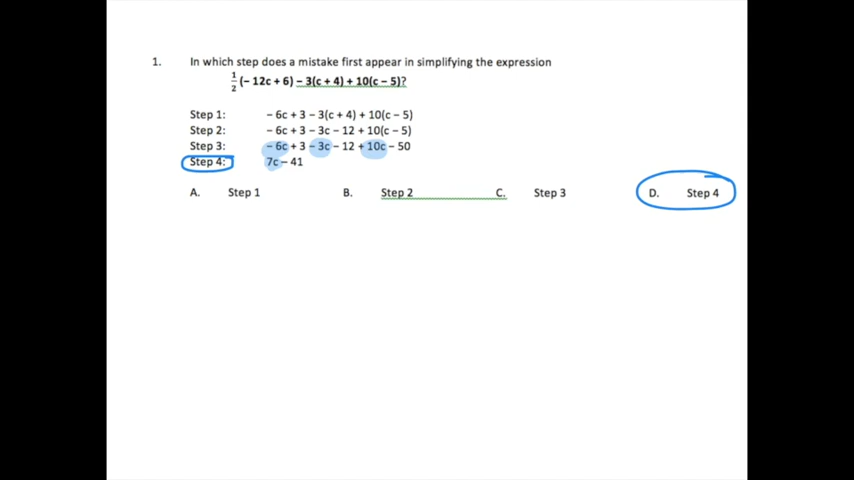 1. In which step does a mistake first appear in simplifying the expression
1/2 (– 12c + 6) – 3(c + 4) + 10(c – 5)?
Step 1: – 6c + 3 – 3(c + 4) + 10(c – 5)
Step 2: – 6c + 3 – 3c – 12 + 10(c – 5)
Step 3: – 6c + 3 – 3c – 12 + 10c – 50
Step 4: 7c – 41
A. Step 1 B. Step 2 C. Step 3 D. Step 4